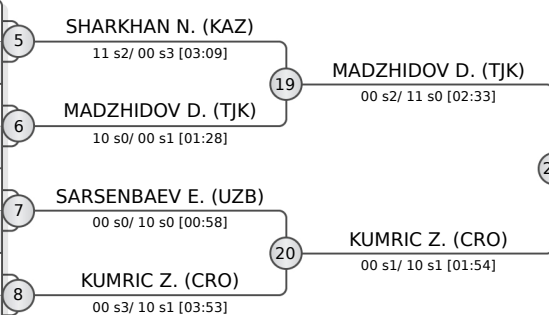 SHARKHAN N. (KAZ)
5
11 s2/ 00 s3 [03:09]
19
MADZHIDOV D. (TJK)
00 s2/ 11 s0 [02:33]
MADZHIDOV D. (TJK)
6
10 s0/ 00 s1 [01:28]
SARSENBAEV E. (UZB)
7
00 s0/ 10 s0 [00:58]
20
KUMRIC Z. (CRO)
00 s1/ 10 s1 [01:54]
KUMRIC Z. (CRO)
8
00 s3/ 10 s1 [03:53]